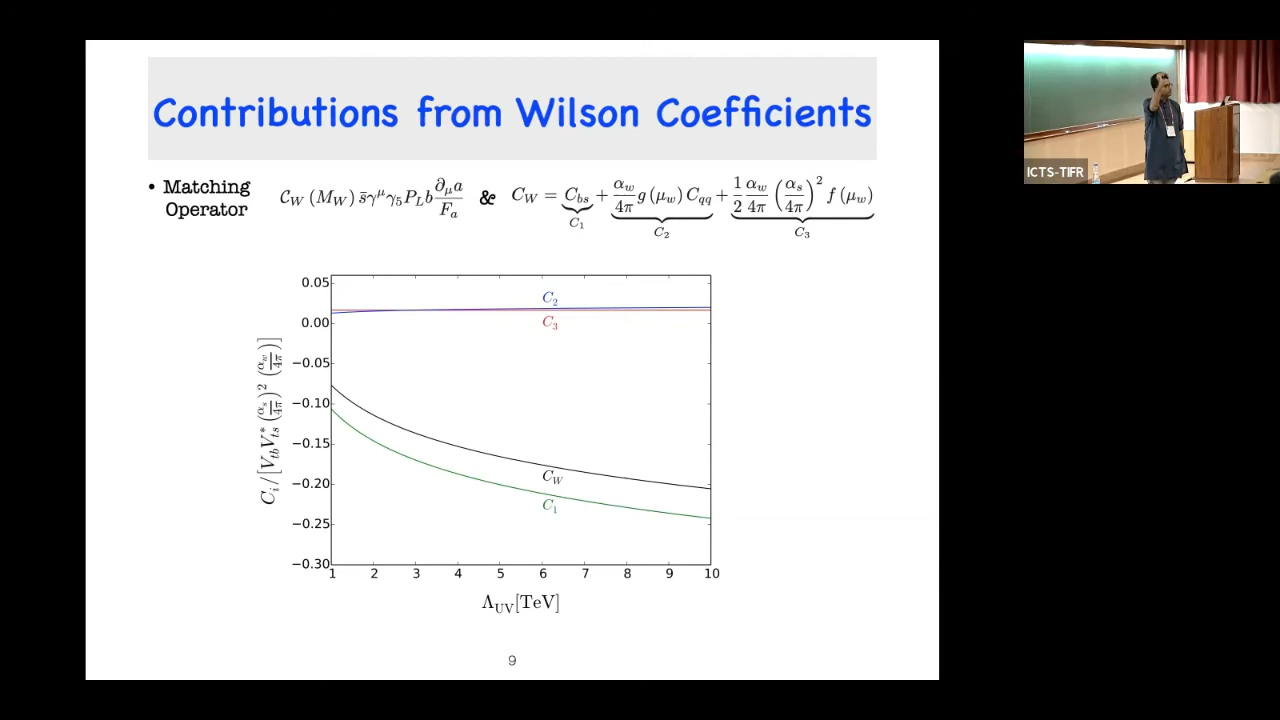 Contributions from Wilson Coefficients
• Matching Operator
𝒞_W (M_W) s̄γ^μγ_5P_L b ∂_μa/F_a & C_W = C_bs + α_w/4π g(μ_w) C_qq + 1/2 α_w/4π (α_s/4π)^2 f(μ_w)
C_1 C_2 C_3
0.05
0.00
−0.05
−0.10
−0.15
−0.20
−0.25
−0.30
C_i/[V_tb V*_ts (α_s/4π)^2 (α_w/4π)]
C_2
C_3
C_W
C_1
1 2 3 4 5 6 7 8 9 10
Λ_UV[TeV]
9
ICTS-TIFR